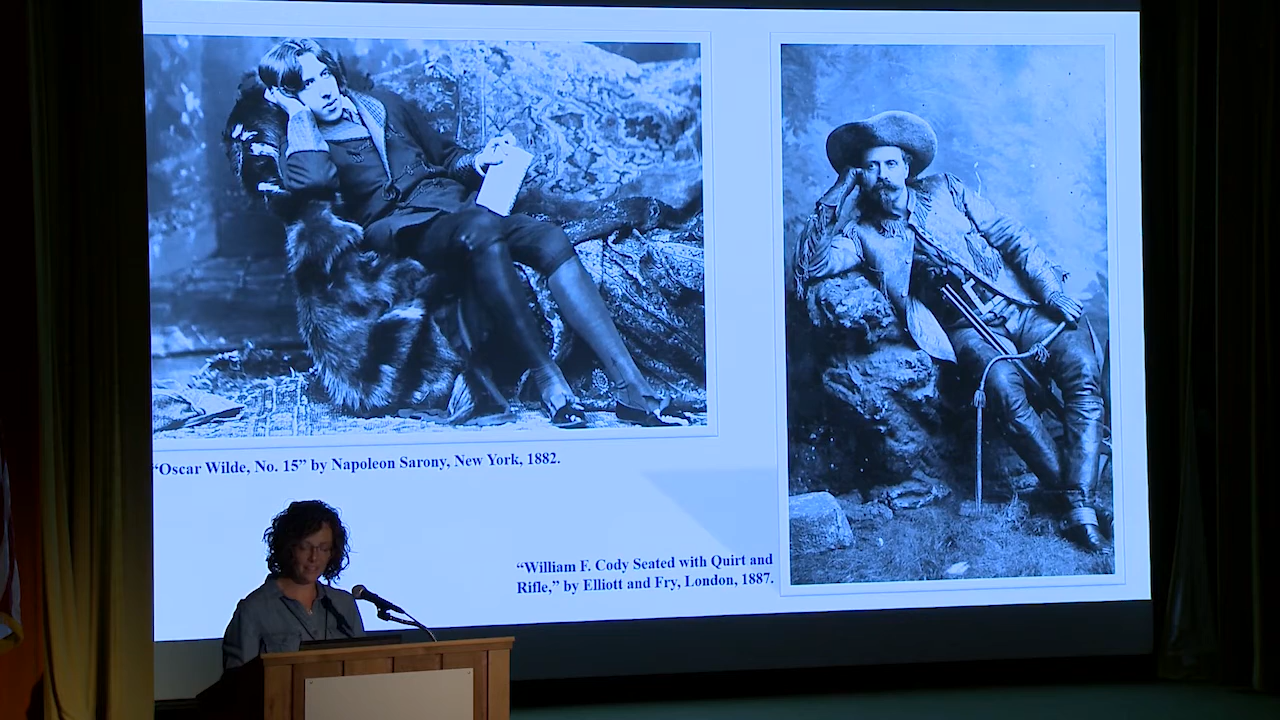 “Oscar Wilde, No. 15” by Napoleon Sarony, New York, 1882.
“William F. Cody Seated with Quirt and
Rifle,” by Elliott and Fry, London, 1887.